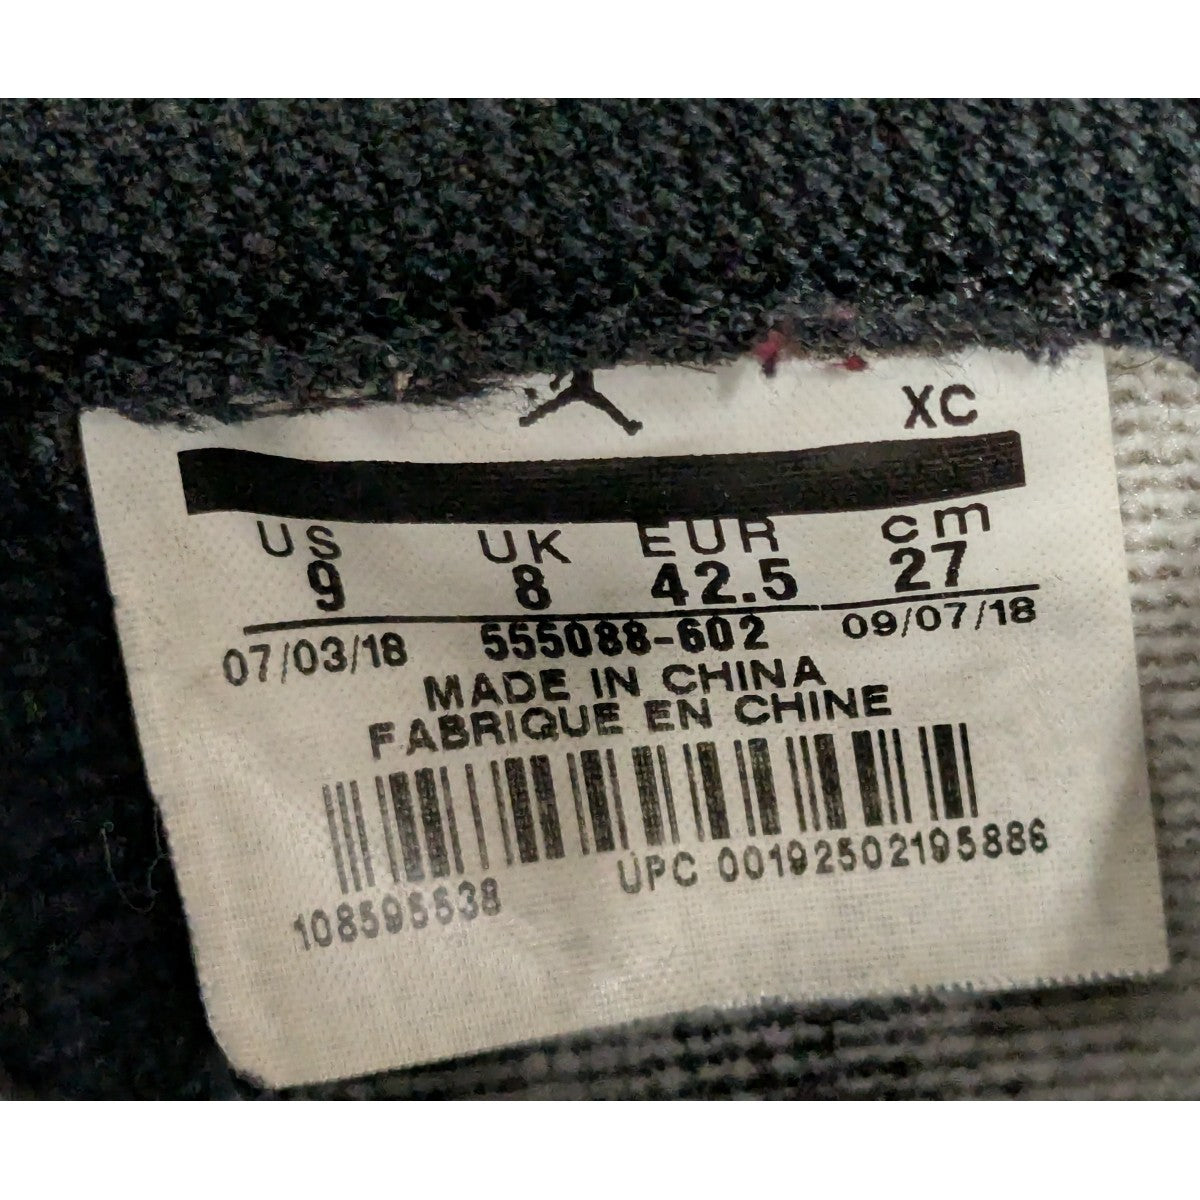 XC
US UK EUR cm
9 8 42.5 27
07/03/18 555088-602 09/07/18
MADE IN CHINA
FABRIQUE EN CHINE
UPC 00192502195886
108595538